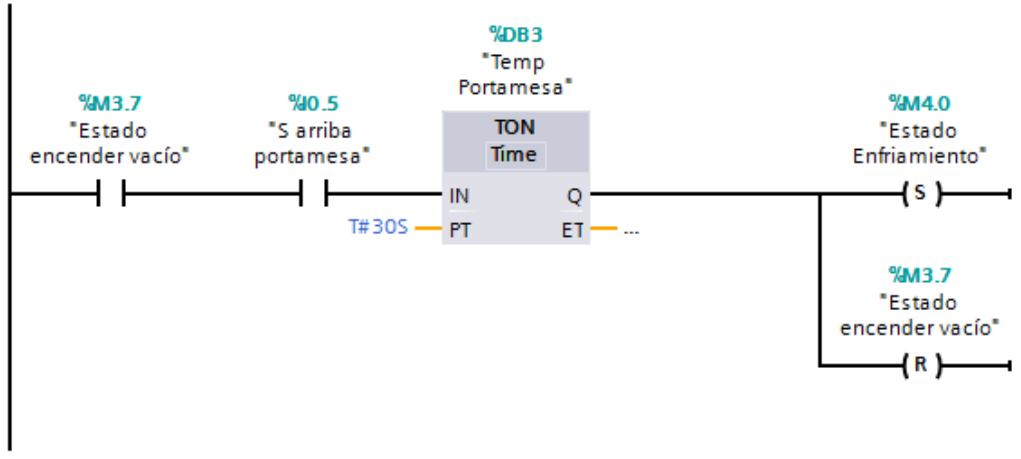 %DB3
"Temp
Portamesa"
%M3.7
"Estado
encender vacío"
%I0.5
"S arriba
portamesa"
TON
Time
IN
Q
T#30S
PT
ET
...
%M4.0
"Estado
Enfriamiento"
S
%M3.7
"Estado
encender vacío"
R